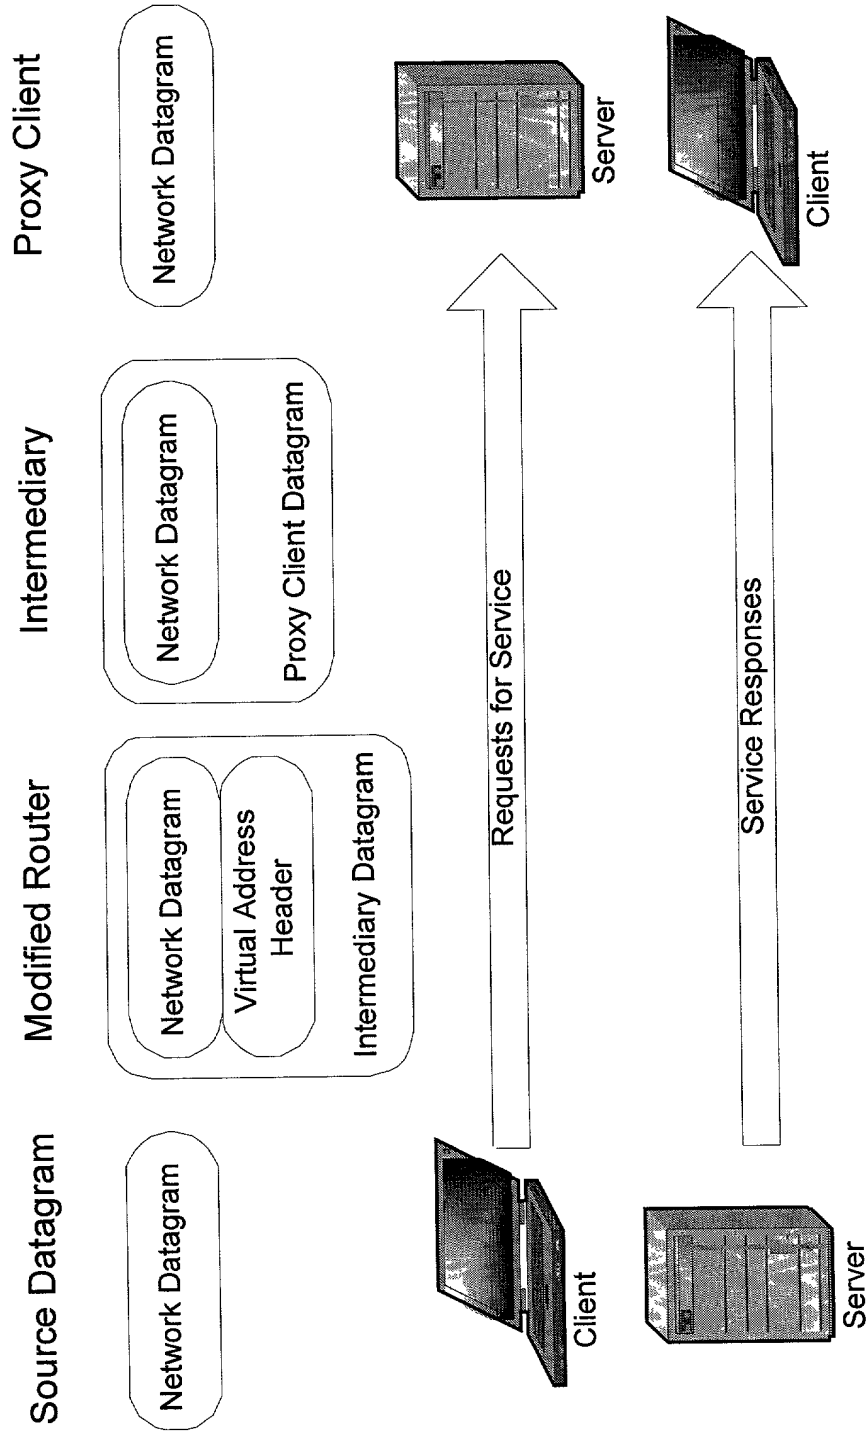 Source Datagram
Modified Router
Intermediary
Proxy Client
Network Datagram
Network Datagram
Virtual Address
Header
Intermediary Datagram
Network Datagram
Proxy Client Datagram
Network Datagram
Client
Requests for Service
Server
Server
Service Responses
Client